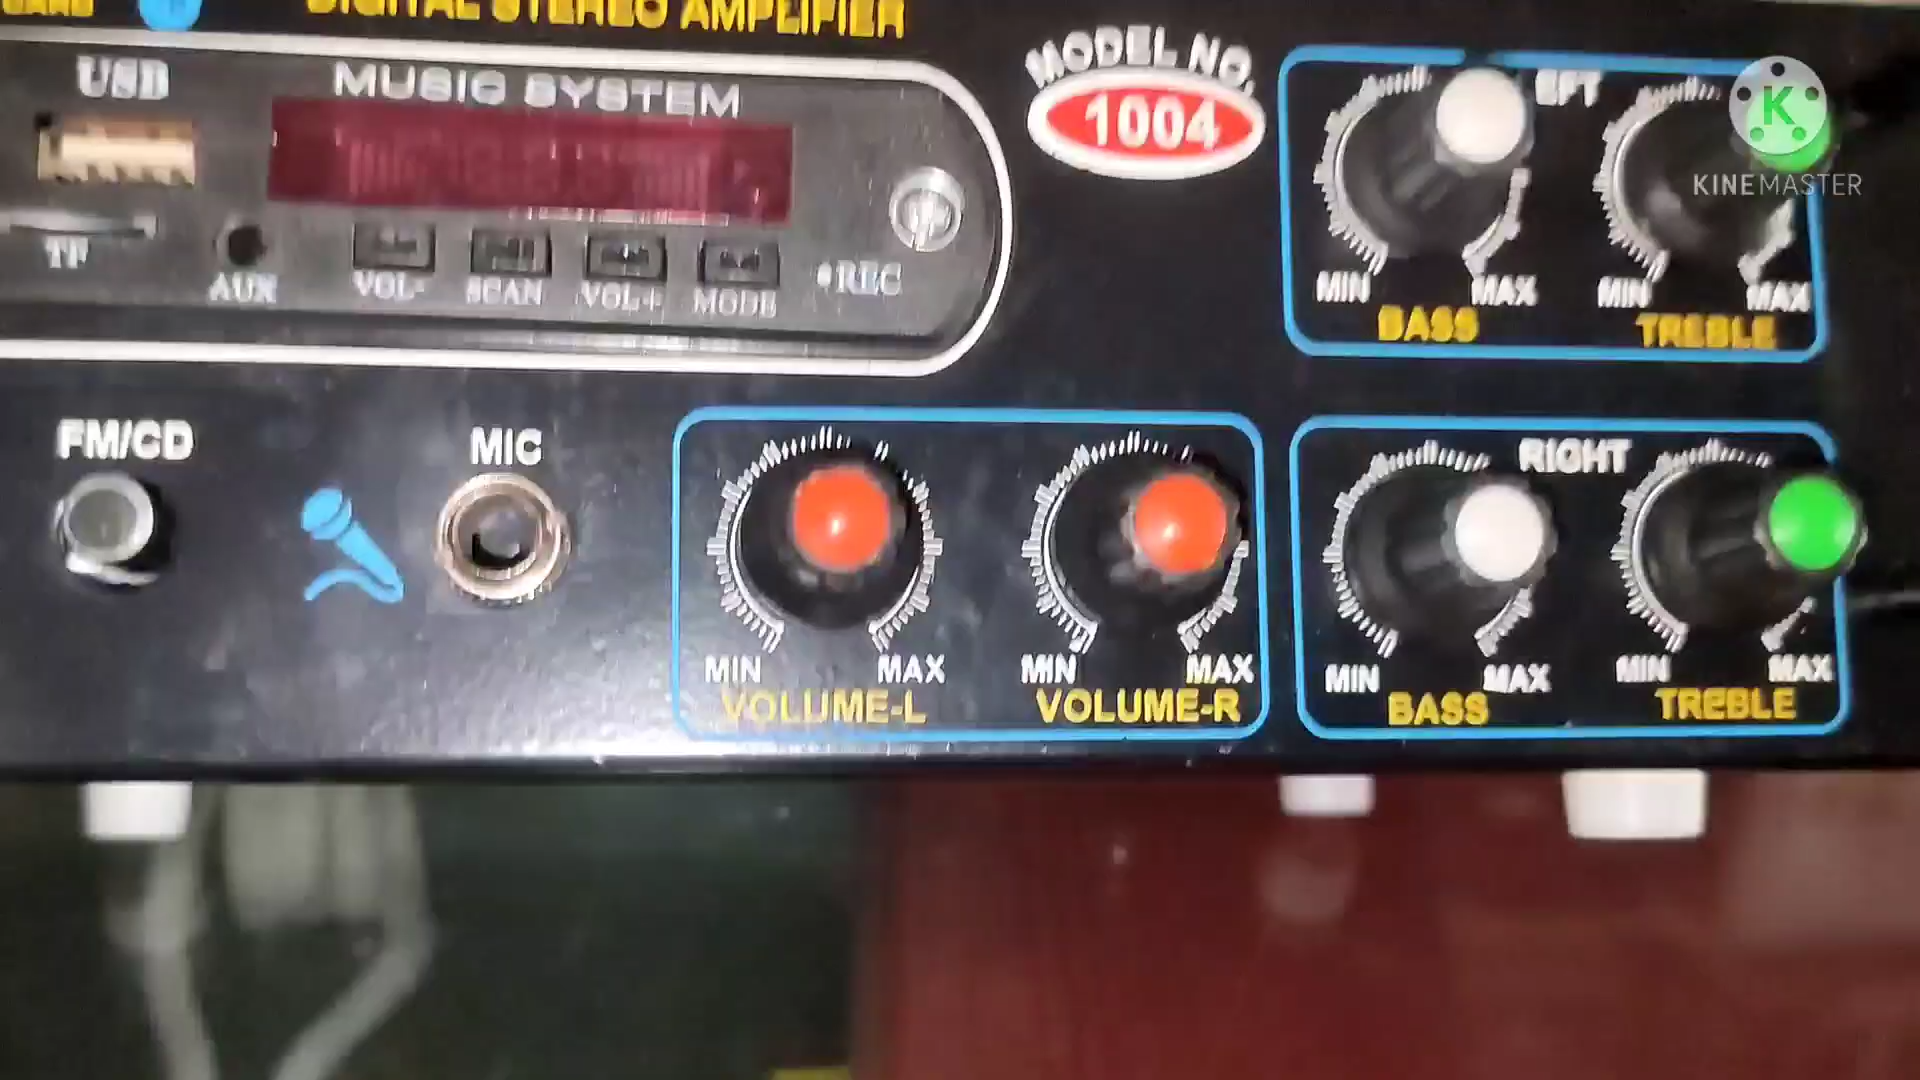 DIGITAL STEREO AMPLIFIER
USB
MUSIC SYSTEM
MODEL NO.
1004
TF
AUX
VOL-
SCAN
VOL+
MODE
•REC
MIN
MAX
BASS
MIN
MAX
TREBLE
KINEMASTER
FM/CD
MIC
MIN
MAX
VOLUME-L
MIN
MAX
VOLUME-R
RIGHT
MIN
MAX
BASS
MIN
MAX
TREBLE